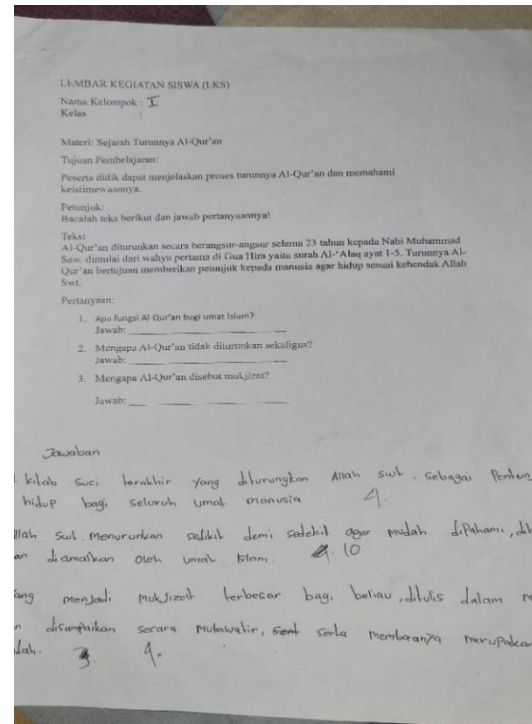 LEMBAR KEGIATAN SISWA (LKS)
Nama Kelompok : I
Kelas :
Materi: Sejarah Turunnya Al-Qur'an
Tujuan Pembelajaran:
Peserta didik dapat menjelaskan proses turunnya Al-Qur'an dan memahami
keistimewaannya.
Petunjuk:
Bacalah teks berikut dan jawab pertanyaannya!
Teks:
Al-Qur'an diturunkan secara berangsur-angsur selama 23 tahun kepada Nabi Muhammad
Saw. dimulai dari wahyu pertama di Gua Hira yaitu surah Al-'Alaq ayat 1-5. Turunnya Al-
Qur'an bertujuan memberikan petunjuk kepada manusia agar hidup sesuai kehendak Allah
Swt.
Pertanyaan:
1. Apa fungsi Al-Qur'an bagi umat Islam?
Jawab:
2. Mengapa Al-Qur'an tidak diturunkan sekaligus?
Jawab:
3. Mengapa Al-Qur'an disebut mukjizat?
Jawab:
Jawaban
kitab suci terakhir yang diturungkan Allah swt. sebagai
hidup bagi seluruh umat manusia 4.
Swt. menurunkan sedikit demi sedekit agar mudah dipahami,
diamalkan oleh umat Islam. 10
menjadi Mukjizat terbesar bagi beliau, ditulis dalam
disampaikan secara Mutawatir, serta membacanya merupakan
3 4.